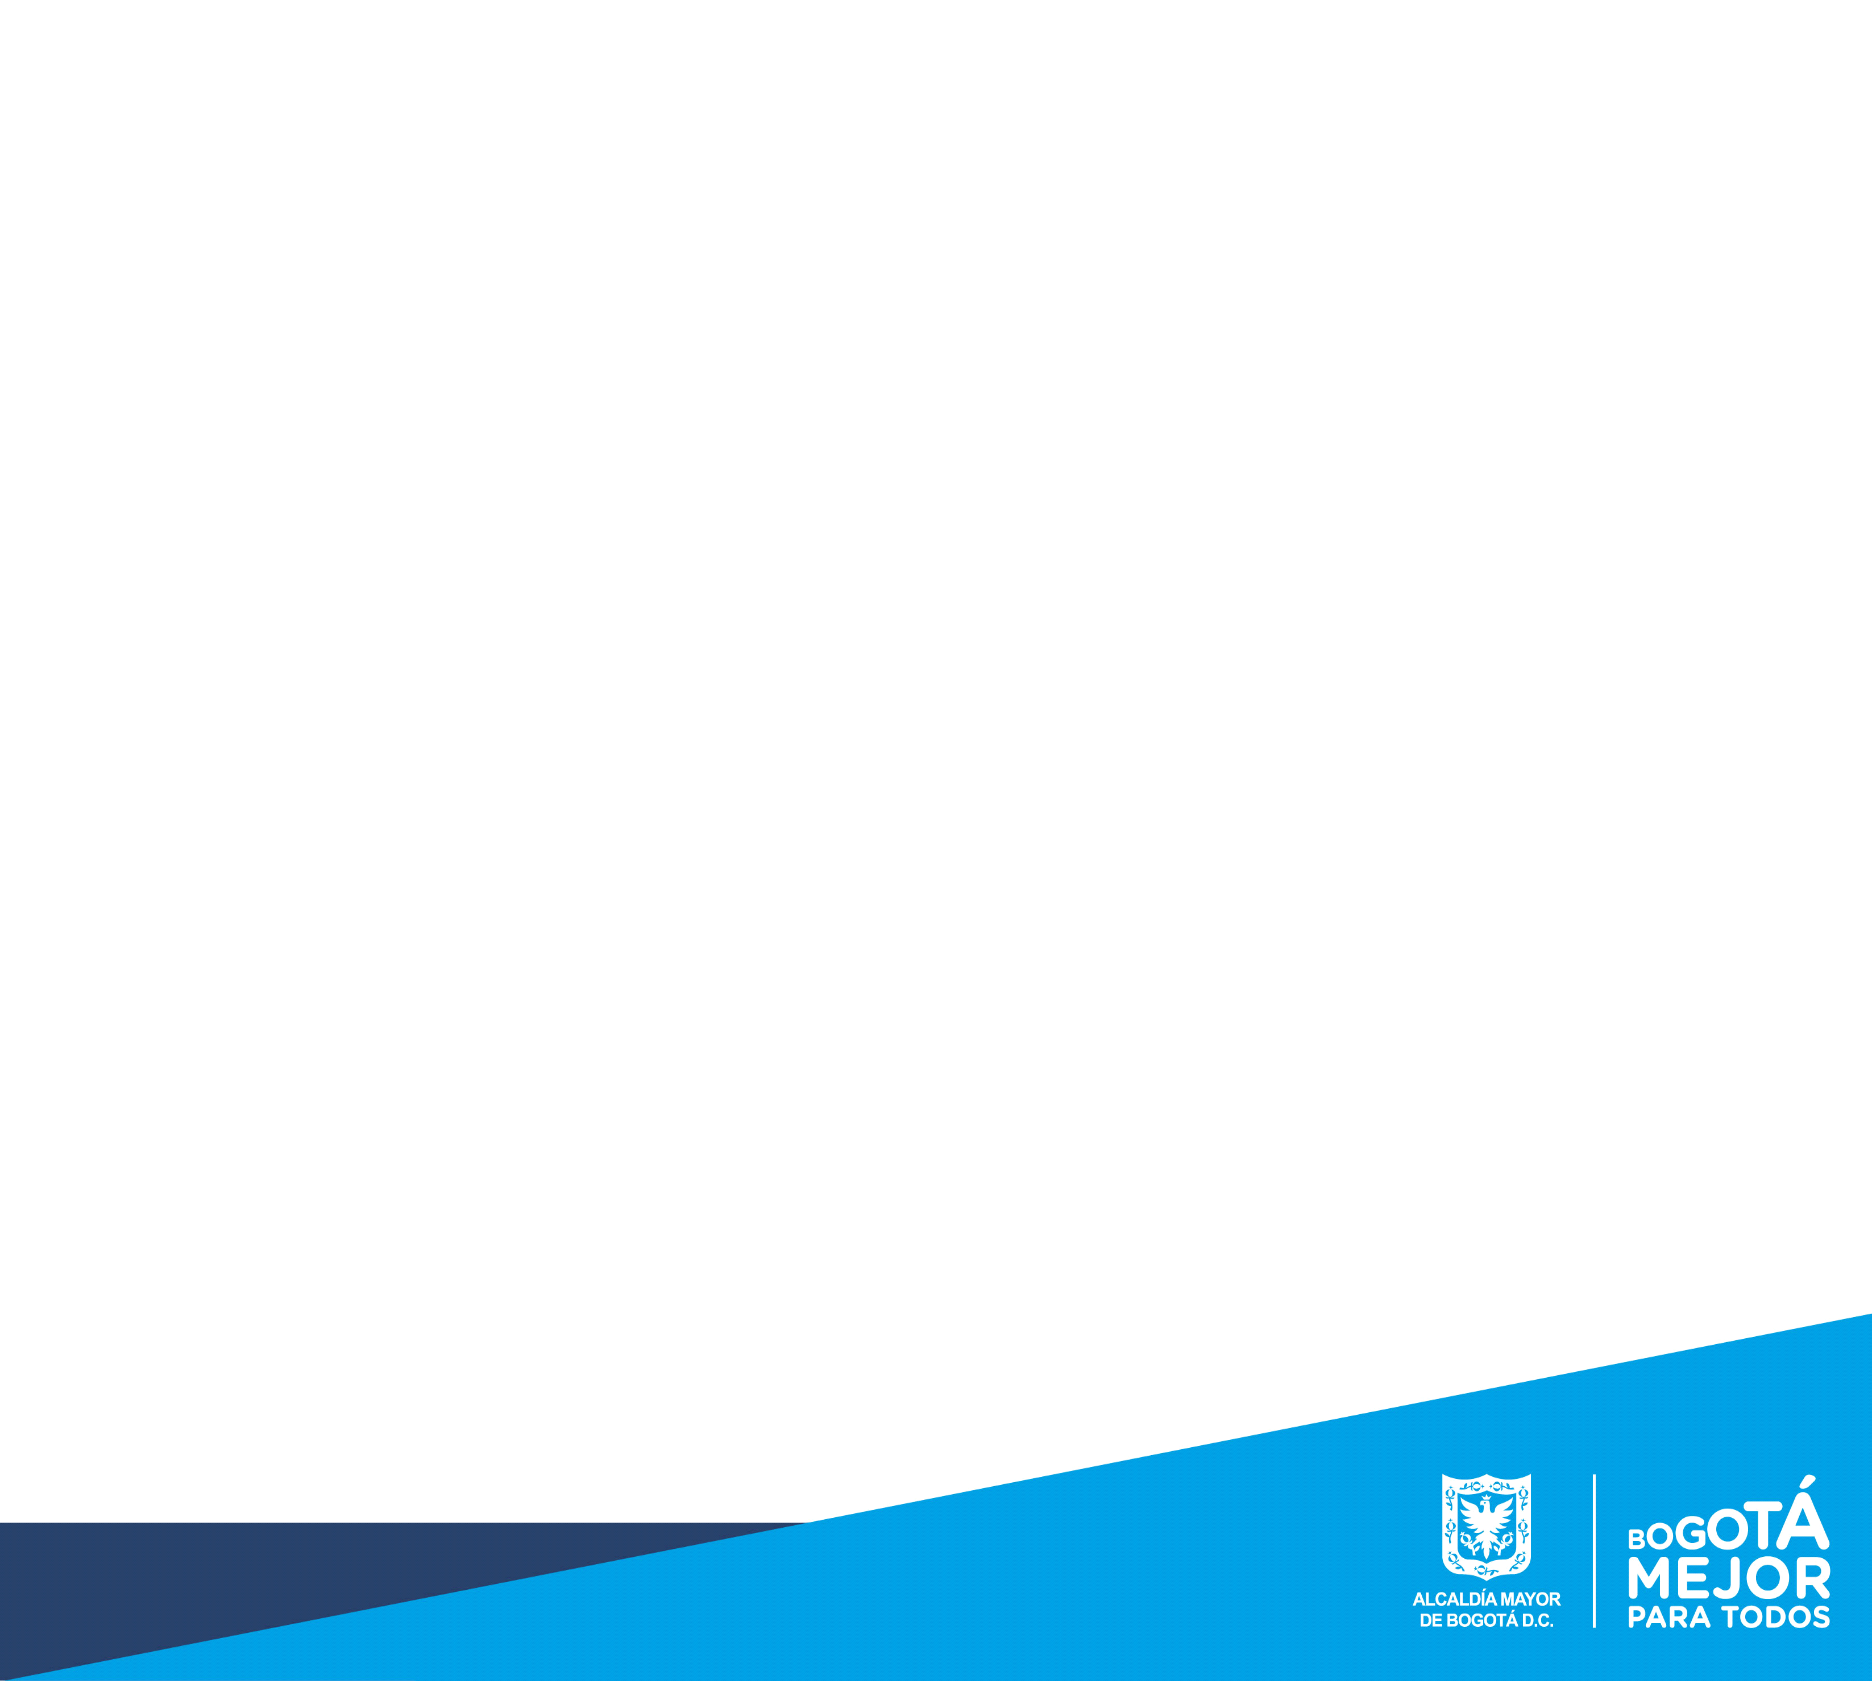 ALCALDÍA MAYOR
DE BOGOTÁ D.C.
BOGOTÁ
MEJOR
PARA TODOS